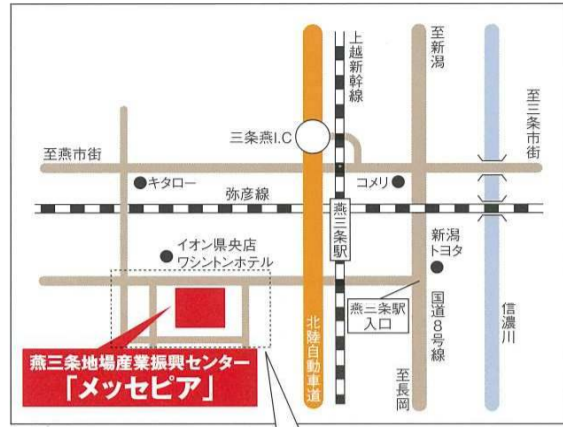 上越新幹線
至新潟
至三条市街
三条燕I.C
至燕市街
キタロー
コメリ
弥彦線
燕三条駅
イオン県央店
ワシントンホテル
新潟
トヨタ
燕三条駅
入口
国道8号線
信濃川
北陸自動車道
至長岡
燕三条地場産業振興センター
「メッセピア」